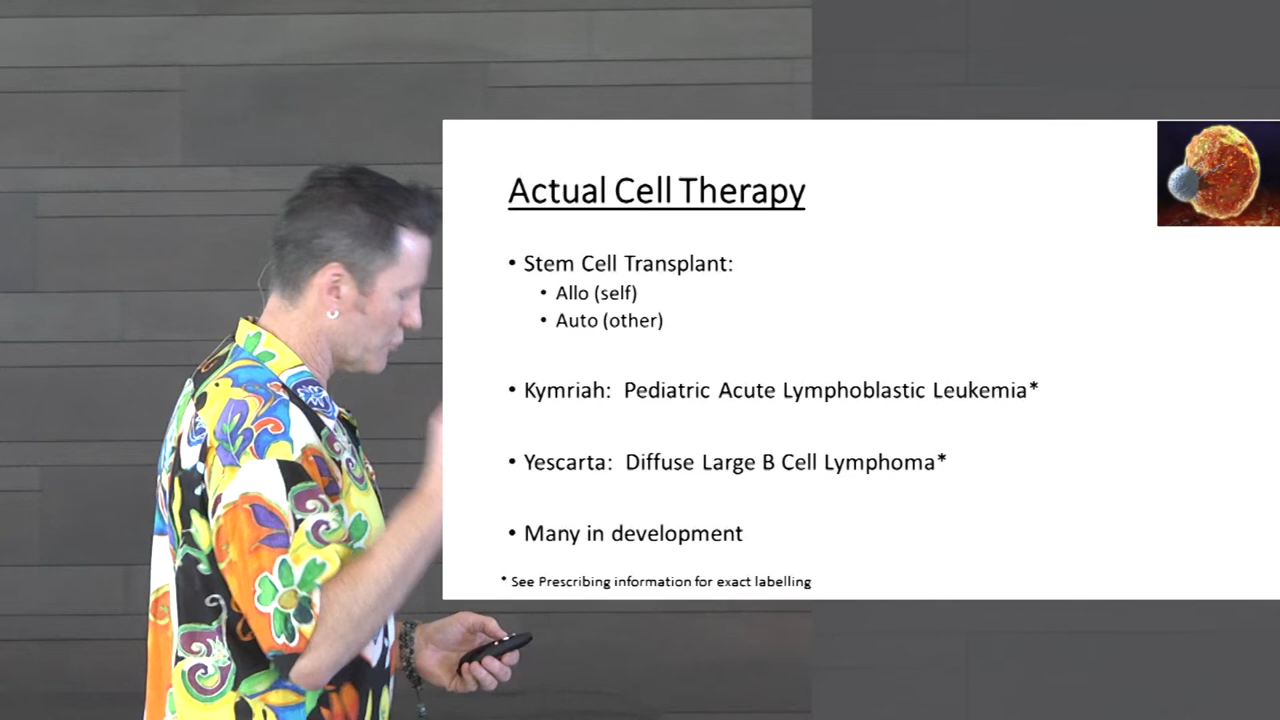 Actual Cell Therapy
• Stem Cell Transplant:
• Allo (self)
• Auto (other)
• Kymriah: Pediatric Acute Lymphoblastic Leukemia*
• Yescarta: Diffuse Large B Cell Lymphoma*
• Many in development
* See Prescribing information for exact labelling